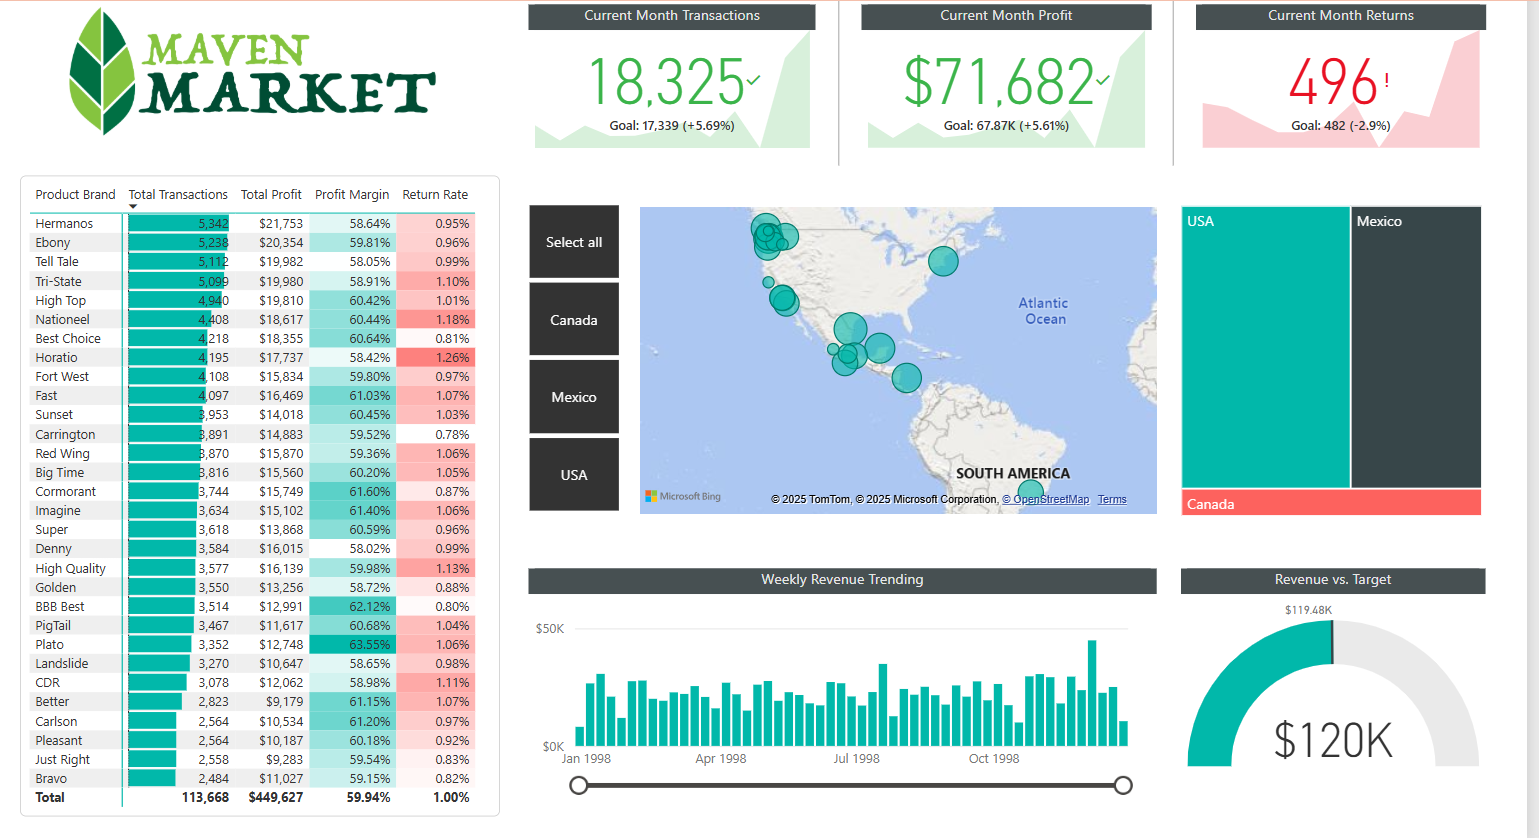 MAVEN
MARKET
Current Month Transactions
18,325
Goal: 17,339 (+5.69%)
Current Month Profit
$71,682
Goal: 67.87K (+5.61%)
Current Month Returns
496!
Goal: 482 (-2.9%)
Product Brand Total Transactions Total Profit Profit Margin Return Rate
Hermanos 5,342 $21,753 58.64% 0.95%
Ebony 5,238 $20,354 59.81% 0.96%
Tell Tale 5,112 $19,982 58.05% 0.99%
Tri-State 5,099 $19,980 58.91% 1.10%
High Top 4,940 $19,810 60.42% 1.01%
Nationeel 4,408 $18,617 60.44% 1.18%
Best Choice 4,218 $18,355 60.64% 0.81%
Horatio 4,195 $17,737 58.42% 1.26%
Fort West 4,108 $15,834 59.80% 0.97%
Fast 4,097 $16,469 61.03% 1.07%
Sunset 3,953 $14,018 60.45% 1.03%
Carrington 3,891 $14,883 59.52% 0.78%
Red Wing 3,870 $15,870 59.36% 1.06%
Big Time 3,816 $15,560 60.20% 1.05%
Cormorant 3,744 $15,749 61.60% 0.87%
Imagine 3,634 $15,102 61.40% 1.06%
Super 3,618 $13,868 60.59% 0.96%
Denny 3,584 $16,015 58.02% 0.99%
High Quality 3,577 $16,139 59.98% 1.13%
Golden 3,550 $13,256 58.72% 0.88%
BBB Best 3,514 $12,991 62.12% 0.80%
PigTail 3,467 $11,617 60.68% 1.04%
Plato 3,352 $12,748 63.55% 1.06%
Landslide 3,270 $10,647 58.65% 0.98%
CDR 3,078 $12,062 58.98% 1.11%
Better 2,823 $9,179 61.15% 1.07%
Carlson 2,564 $10,534 61.20% 0.97%
Pleasant 2,564 $10,187 60.18% 0.92%
Just Right 2,558 $9,283 59.54% 0.83%
Bravo 2,484 $11,027 59.15% 0.82%
Total 113,668 $449,627 59.94% 1.00%
Select all
Canada
Mexico
USA
Atlantic
Ocean
SOUTH AMERICA
Microsoft Bing
© 2025 TomTom, © 2025 Microsoft Corporation, © OpenStreetMap Terms
USA
Mexico
Canada
Weekly Revenue Trending
$50K
$0K
Jan 1998 Apr 1998 Jul 1998 Oct 1998
Revenue vs. Target
$119.48K
$120K